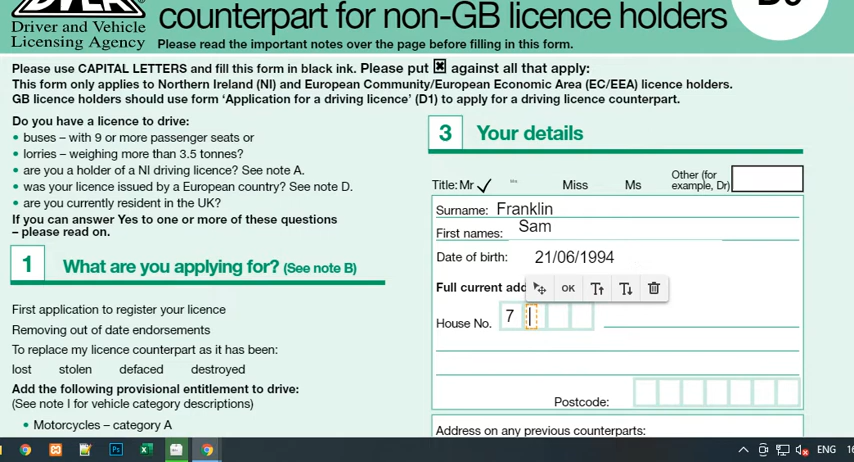 counterpart for non-GB licence holders
Driver and Vehicle
Licensing Agency
Please read the important notes over the page before filling in this form.
Please use CAPITAL LETTERS and fill this form in black ink. Please put ☒ against all that apply:
This form only applies to Northern Ireland (NI) and European Community/European Economic Area (EC/EEA) licence holders.
GB licence holders should use form ‘Application for a driving licence’ (D1) to apply for a driving licence counterpart.
Do you have a licence to drive:
• buses – with 9 or more passenger seats or
• lorries – weighing more than 3.5 tonnes?
• are you a holder of a NI driving licence? See note A.
• was your licence issued by a European country? See note D.
• are you currently resident in the UK?
If you can answer Yes to one or more of these questions
– please read on.
1 What are you applying for? (See note B)
First application to register your licence
Removing out of date endorsements
To replace my licence counterpart as it has been:
lost stolen defaced destroyed
Add the following provisional entitlement to drive:
(See note I for vehicle category descriptions)
• Motorcycles – category A
3 Your details
Title: Mr ✓ Miss Ms Other (for
example, Dr)
Surname: Franklin
First names: Sam
Date of birth: 21/06/1994
Full current add
OK
House No. 7
Postcode:
Address on any previous counterparts:
ENG